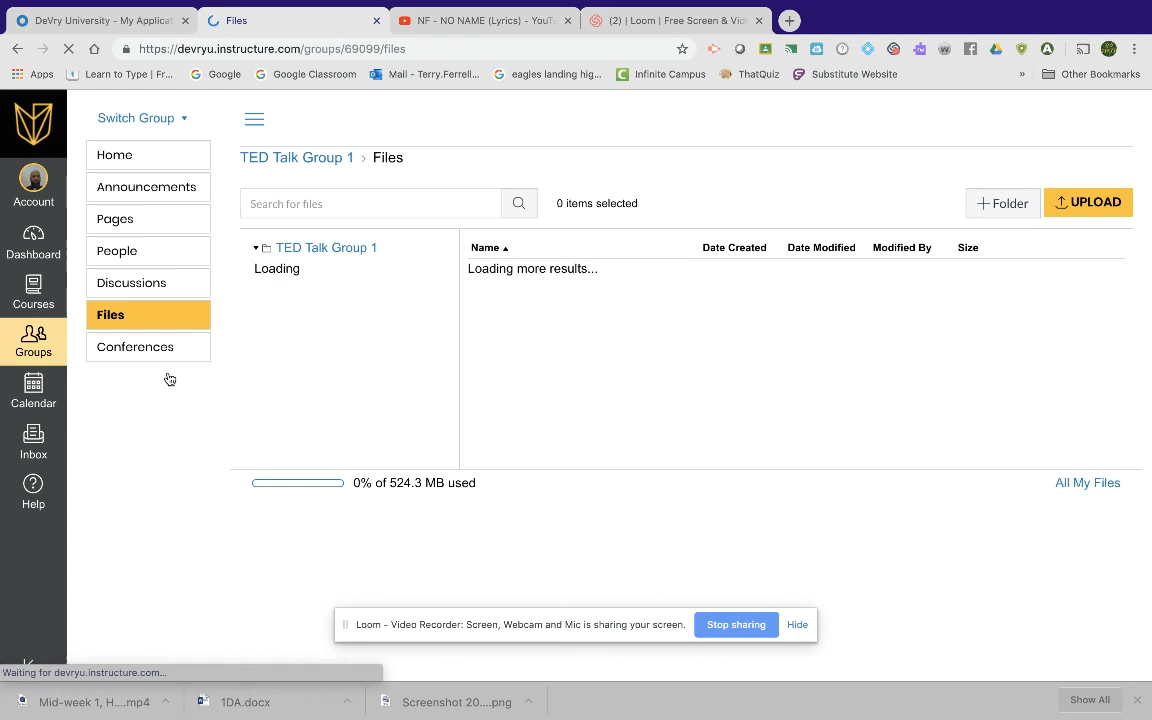 DeVry University - My Applicat
Files
NF - NO NAME (Lyrics) - YouTu
(2) | Loom | Free Screen & Vide
https://devryu.instructure.com/groups/69099/files
Apps
Learn to Type | Fr...
Google
Google Classroom
Mail - Terry.Ferrell...
eagles landing hig...
Infinite Campus
ThatQuiz
Substitute Website
»
Other Bookmarks
Switch Group
Home
Announcements
Pages
People
Discussions
Files
Conferences
Account
Dashboard
Courses
Groups
Calendar
Inbox
Help
TED Talk Group 1 › Files
Search for files
0 items selected
+ Folder
UPLOAD
TED Talk Group 1
Loading
Name
Date Created
Date Modified
Modified By
Size
Loading more results...
0% of 524.3 MB used
All My Files
Loom - Video Recorder: Screen, Webcam and Mic is sharing your screen.
Stop sharing
Hide
Waiting for devryu.instructure.com...
Mid-week 1, H....mp4
1DA.docx
Screenshot 20....png
Show All